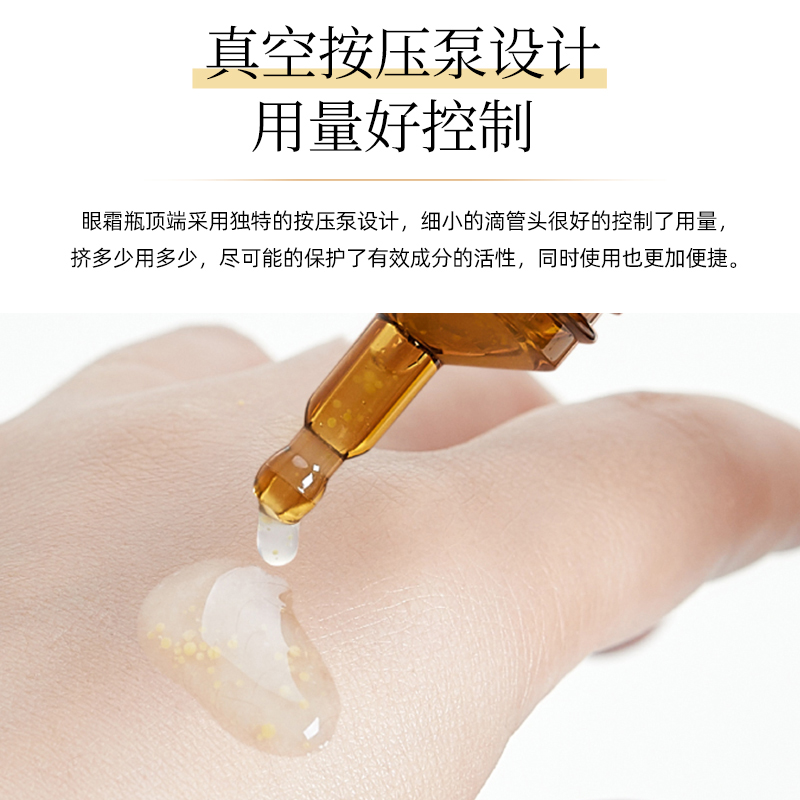 真空按压泵设计
用量好控制
眼霜瓶顶端采用独特的按压泵设计，细小的滴管头很好的控制了用量，
挤多少用多少，尽可能的保护了有效成分的活性，同时使用也更加便捷。